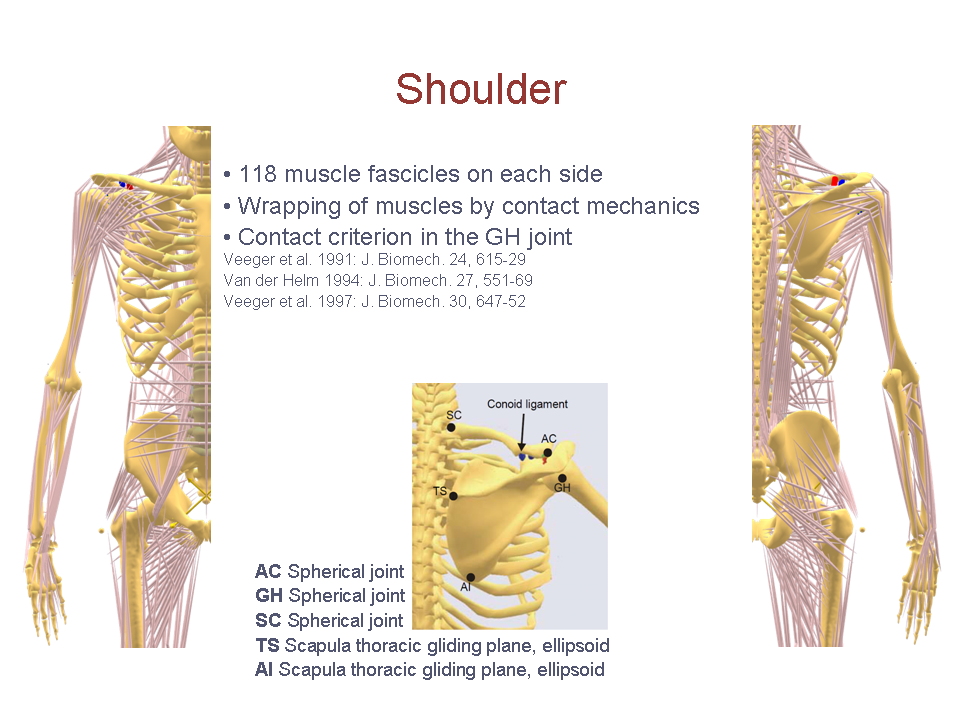 Shoulder
• 118 muscle fascicles on each side
• Wrapping of muscles by contact mechanics
• Contact criterion in the GH joint
Veeger et al. 1991: J. Biomech. 24, 615-29
Van der Helm 1994: J. Biomech. 27, 551-69
Veeger et al. 1997: J. Biomech. 30, 647-52
Conoid ligament
SC
AC
GH
TS
AI
AC Spherical joint
GH Spherical joint
SC Spherical joint
TS Scapula thoracic gliding plane, ellipsoid
AI Scapula thoracic gliding plane, ellipsoid